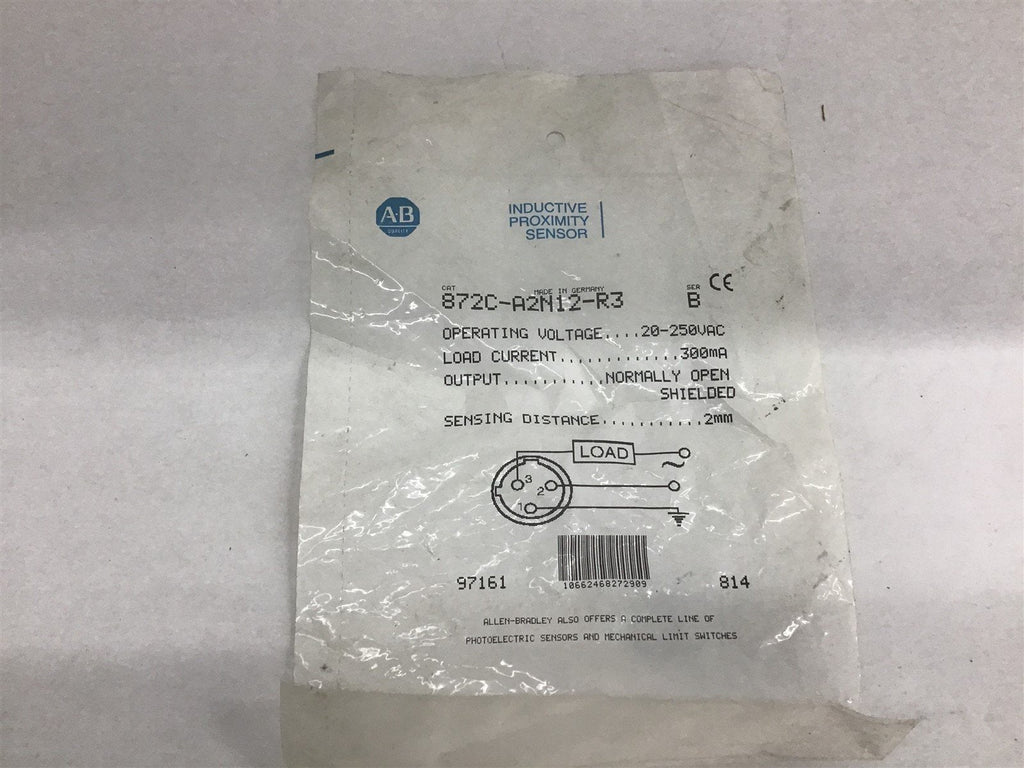 A-B
QUALITY
INDUCTIVE
PROXIMITY
SENSOR
CAT
MADE IN GERMANY
SER
CE
872C-A2N12-R3
B
OPERATING VOLTAGE....20-250VAC
LOAD CURRENT.............300mA
OUTPUT...........NORMALLY OPEN
SHIELDED
SENSING DISTANCE...........2mm
LOAD
~
3
2
1
97161
10662468272909
814
ALLEN-BRADLEY ALSO OFFERS A COMPLETE LINE OF
PHOTOELECTRIC SENSORS AND MECHANICAL LIMIT SWITCHES